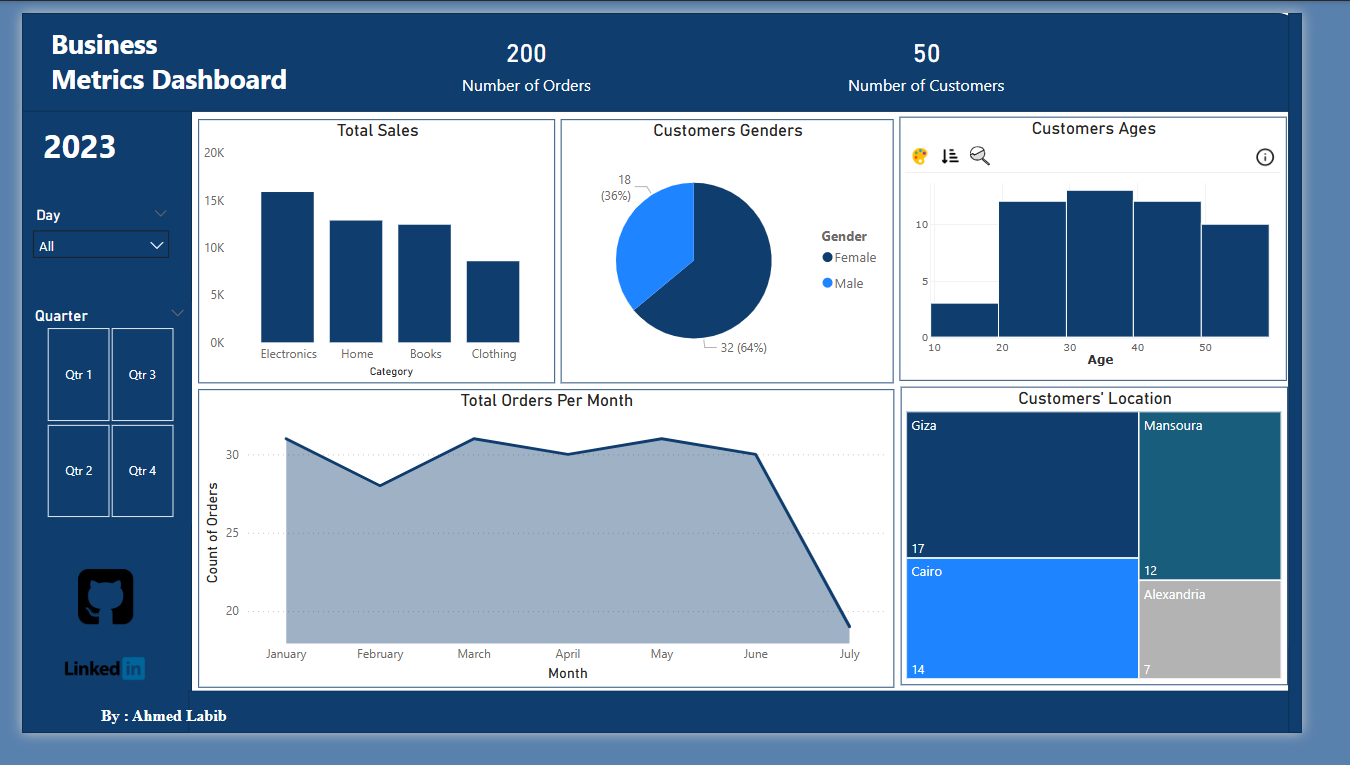 Business
Metrics Dashboard
200
Number of Orders
50
Number of Customers
2023
Day
All
Quarter
Qtr 1
Qtr 3
Qtr 2
Qtr 4
Linked in
By : Ahmed Labib
Total Sales
20K
15K
10K
5K
0K
Electronics
Home
Books
Clothing
Category
Customers Genders
18
(36%)
32 (64%)
Gender
Female
Male
Customers Ages
10
5
0
10
20
30
40
50
Age
Total Orders Per Month
Count of Orders
30
25
20
January
February
March
April
May
June
July
Month
Customers' Location
Giza
17
Mansoura
12
Cairo
14
Alexandria
7